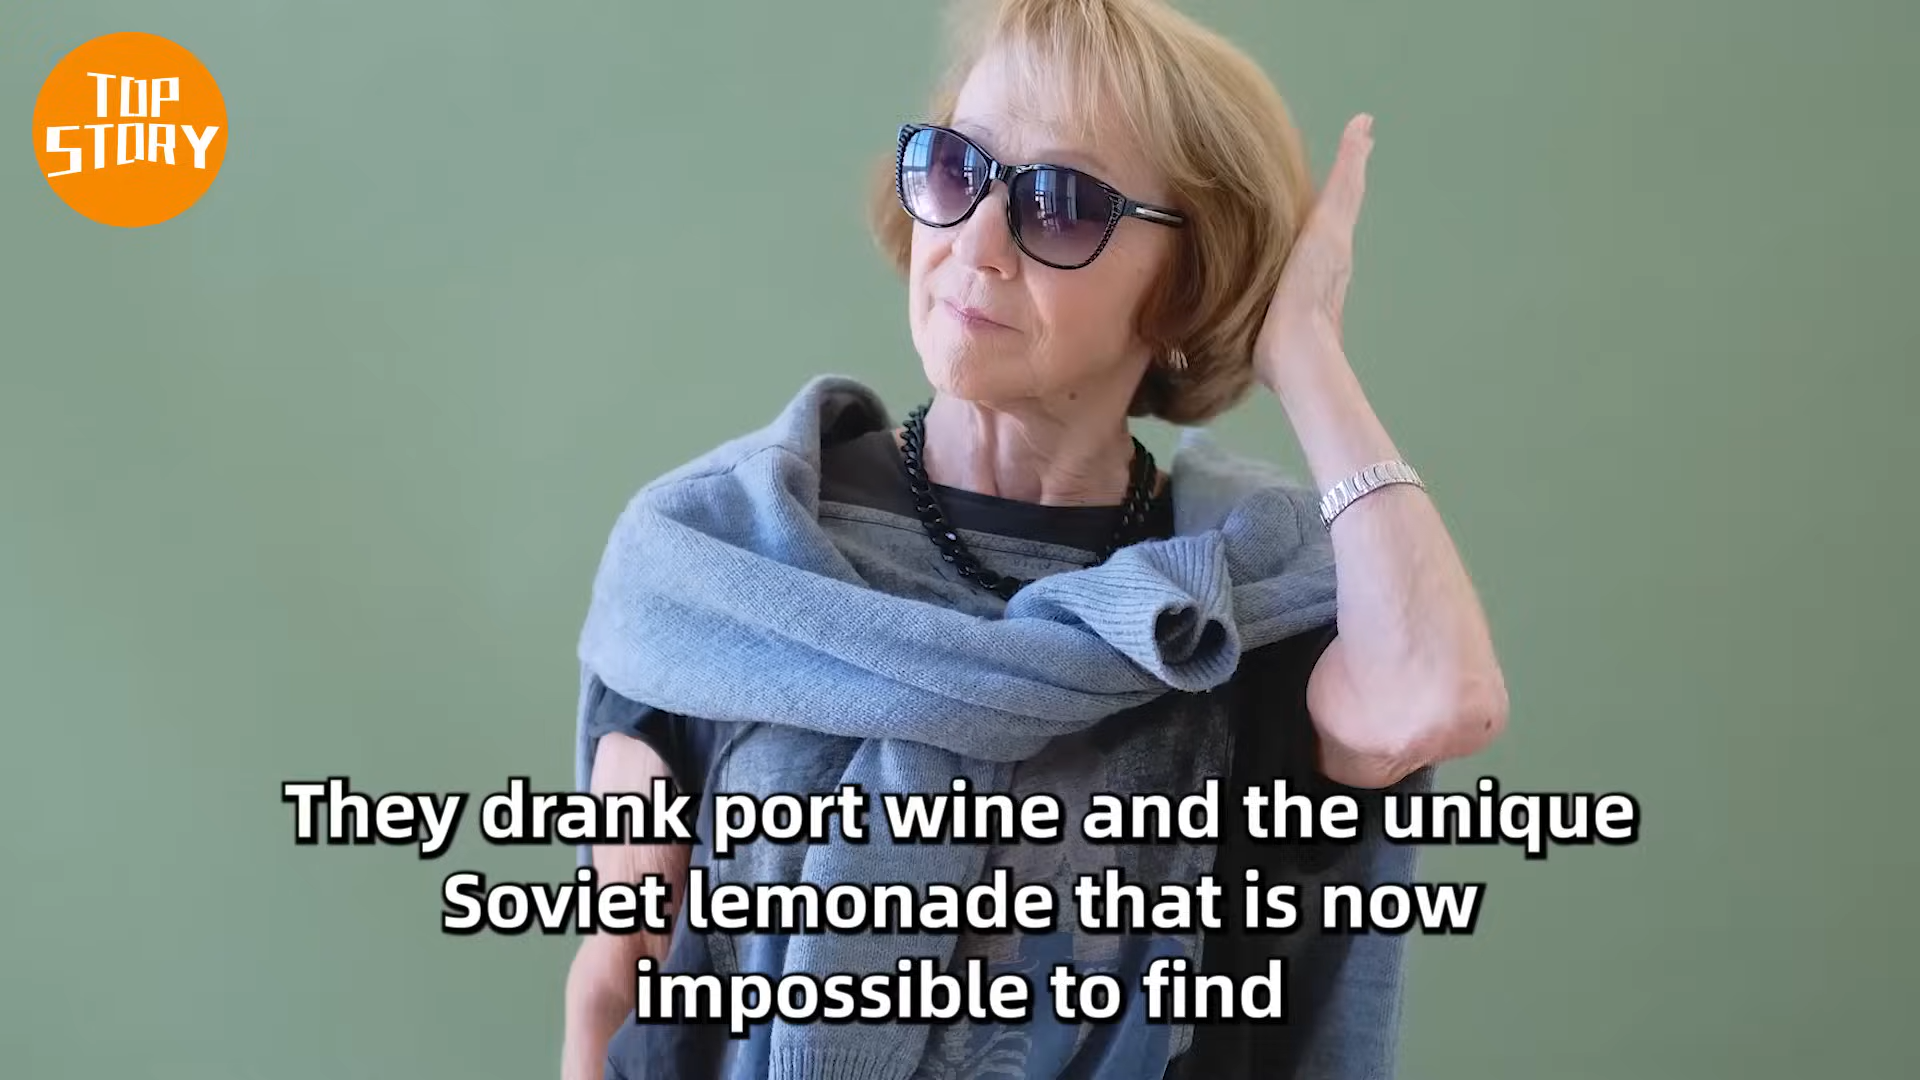 TOP
STORY
They drank port wine and the unique
Soviet lemonade that is now
impossible to find